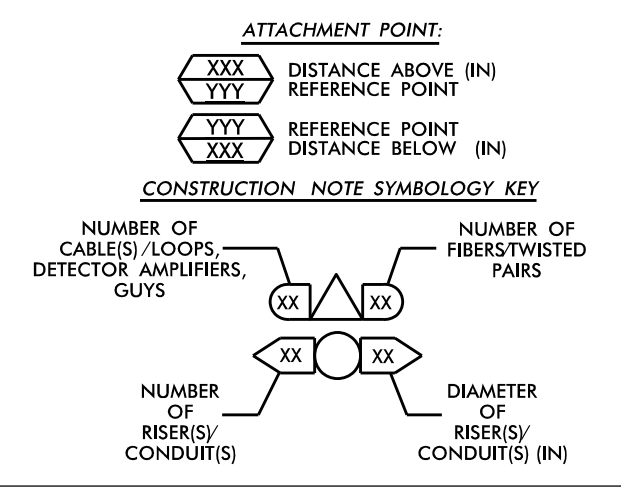 ATTACHMENT POINT:
XXX DISTANCE ABOVE (IN)
YYY REFERENCE POINT
YYY REFERENCE POINT
XXX DISTANCE BELOW (IN)
CONSTRUCTION NOTE SYMBOLOGY KEY
NUMBER OF
CABLE(S)/LOOPS,
DETECTOR AMPLIFIERS,
GUYS
NUMBER OF
FIBERS/TWISTED
PAIRS
XX XX
XX XX
NUMBER
OF
RISER(S)/
CONDUIT(S)
DIAMETER
OF
RISER(S)/
CONDUIT(S) (IN)